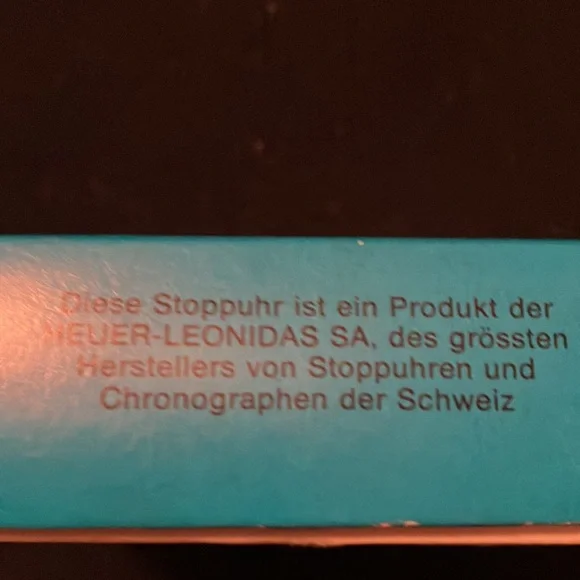 Diese Stoppuhr ist ein Produkt der
HEUER-LEONIDAS SA, des grössten
Herstellers von Stoppuhren und
Chronographen der Schweiz